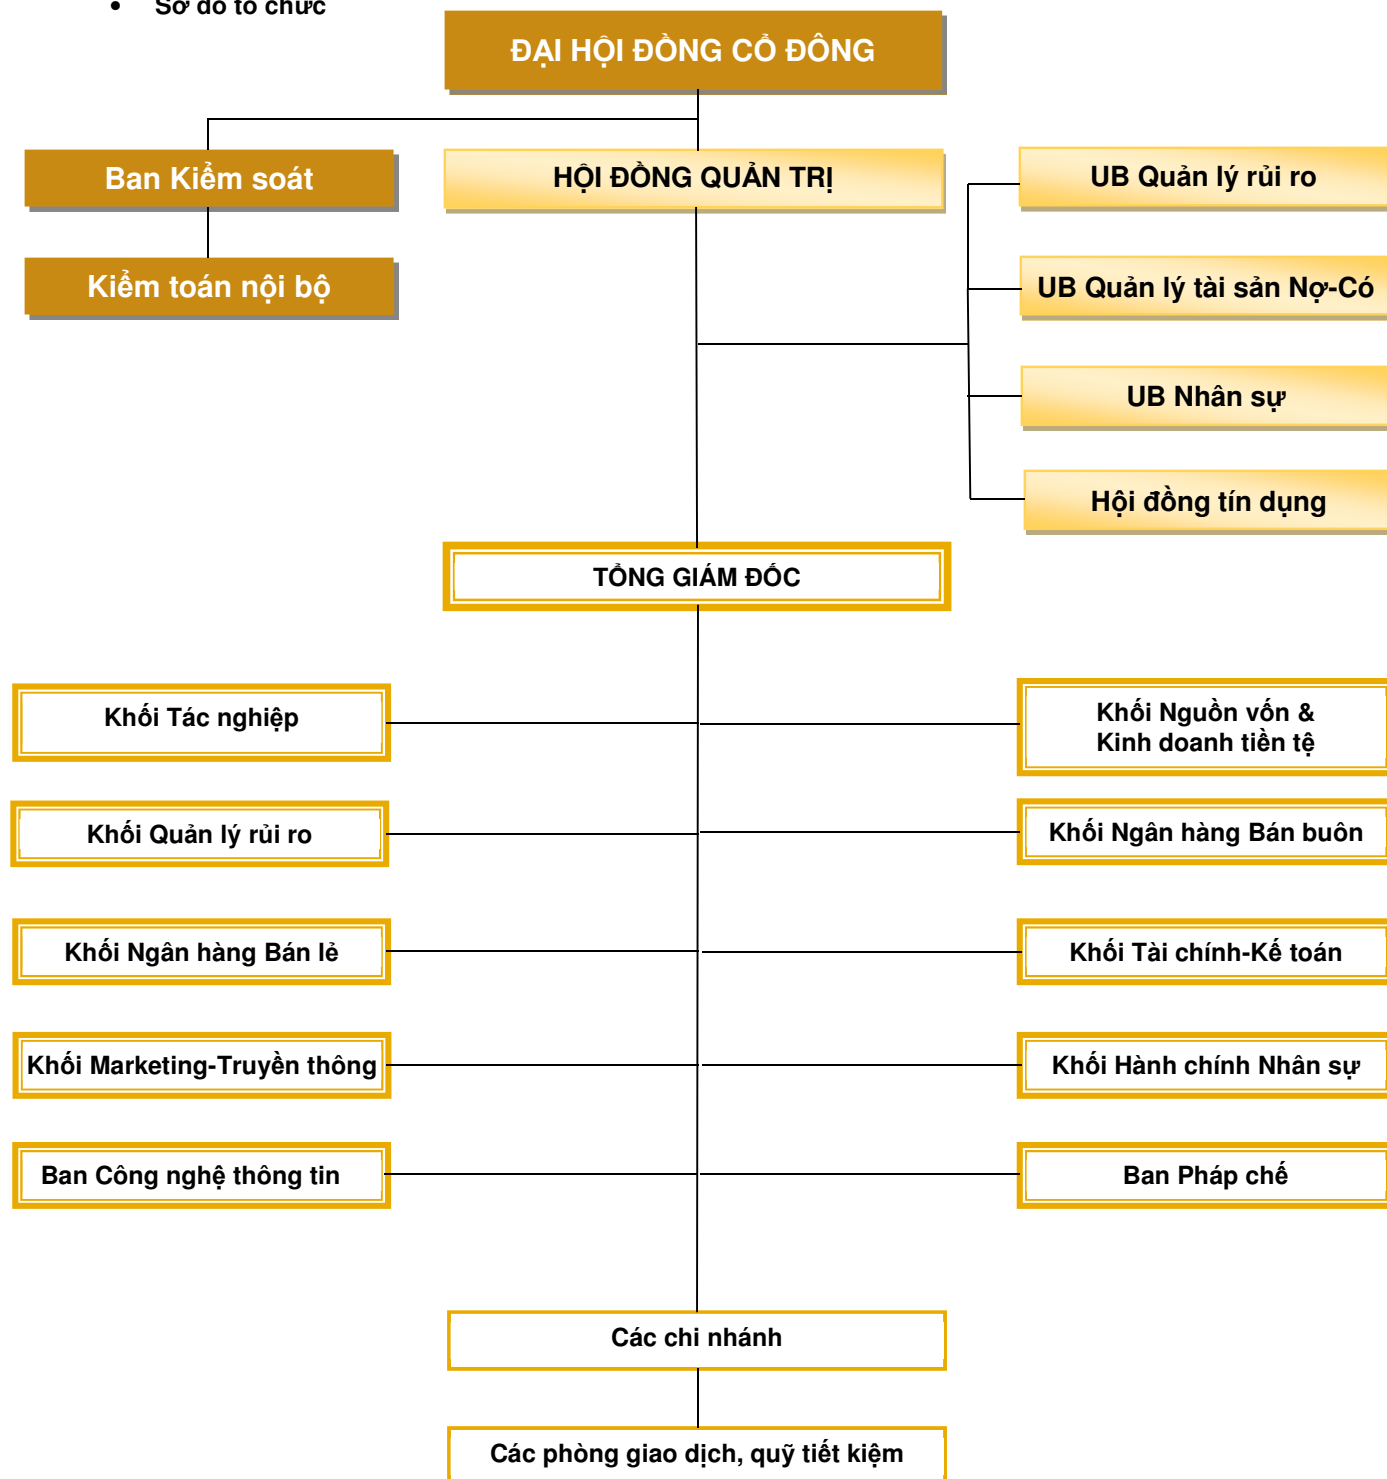 • Sơ đồ tổ chức
ĐẠI HỘI ĐỒNG CỔ ĐÔNG
Ban Kiểm soát
HỘI ĐỒNG QUẢN TRỊ
UB Quản lý rủi ro
Kiểm toán nội bộ
UB Quản lý tài sản Nợ-Có
UB Nhân sự
Hội đồng tín dụng
TỔNG GIÁM ĐỐC
Khối Tác nghiệp
Khối Nguồn vốn &
Kinh doanh tiền tệ
Khối Quản lý rủi ro
Khối Ngân hàng Bán buôn
Khối Ngân hàng Bán lẻ
Khối Tài chính-Kế toán
Khối Marketing-Truyền thông
Khối Hành chính Nhân sự
Ban Công nghệ thông tin
Ban Pháp chế
Các chi nhánh
Các phòng giao dịch, quỹ tiết kiệm